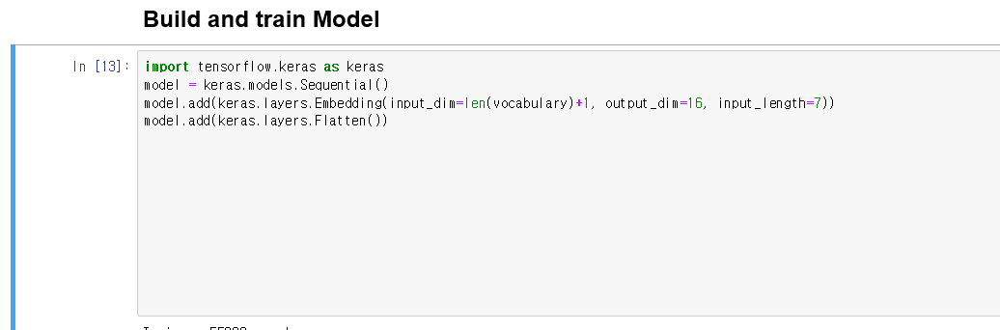 Build and train Model
In [13]:
import tensorflow.keras as keras
model = keras.models.Sequential()
model.add(keras.layers.Embedding(input_dim=len(vocabulary)+1, output_dim=16, input_length=7))
model.add(keras.layers.Flatten())